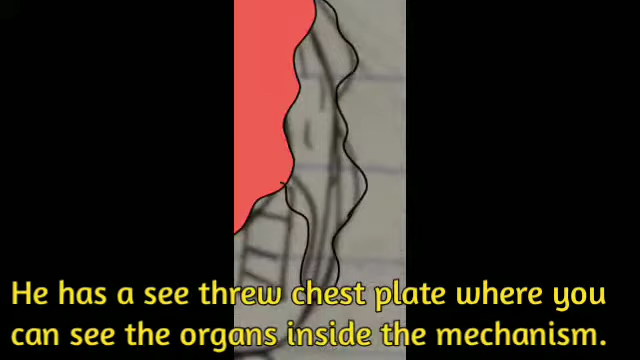 He has a see threw chest plate where you
can see the organs inside the mechanism.